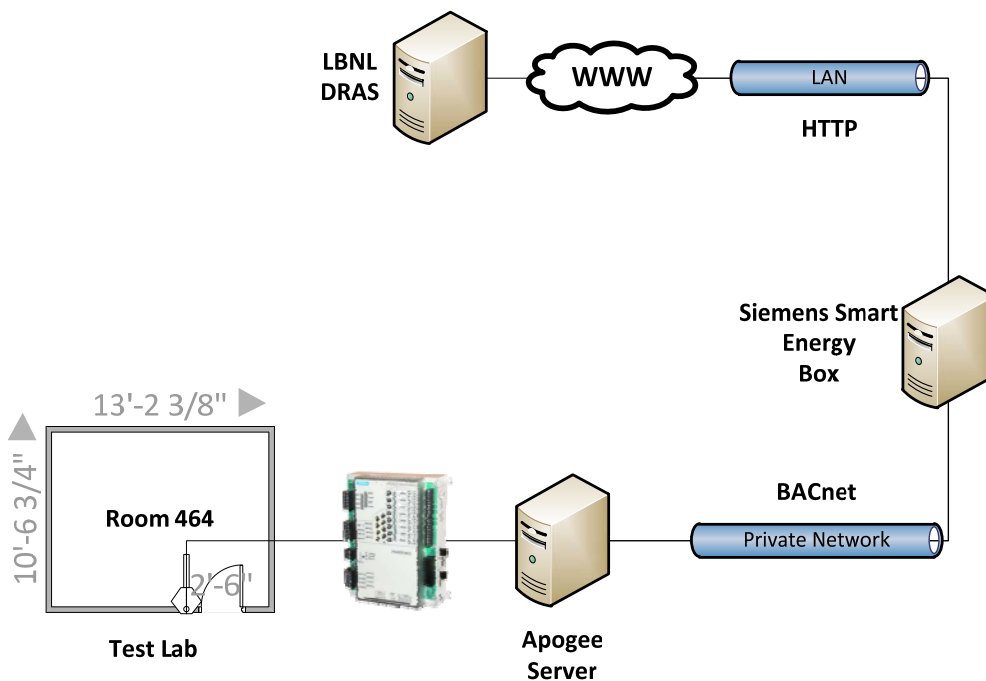 LBNL
DRAS
WWW
LAN
HTTP
Siemens Smart
Energy
Box
13'-2 3/8"
10'-6 3/4"
Room 464
2'-6"
Test Lab
BACnet
Private Network
Apogee
Server